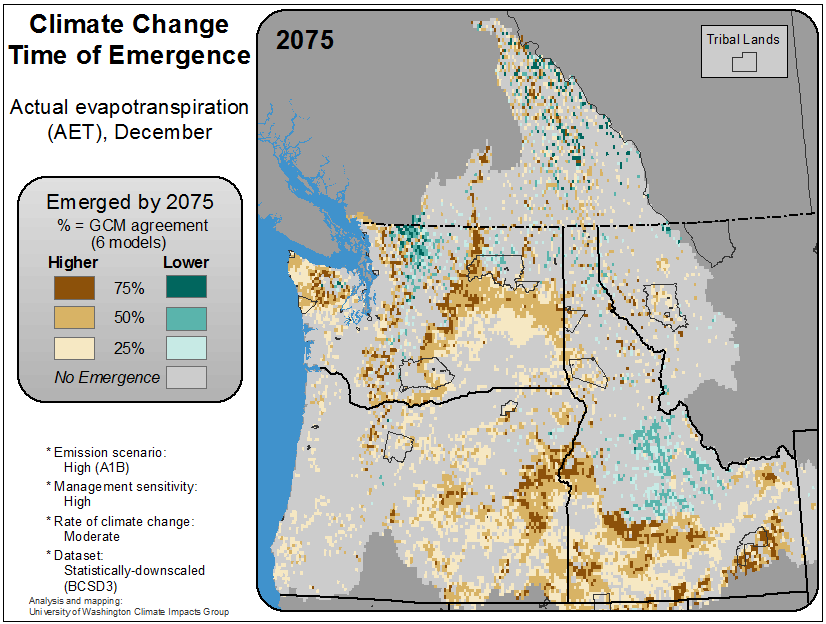 Climate Change
Time of Emergence
Actual evapotranspiration
(AET), December
Emerged by 2075
% = GCM agreement
(6 models)
Higher Lower
75%
50%
25%
No Emergence
* Emission scenario:
High (A1B)
* Management sensitivity:
High
* Rate of climate change:
Moderate
* Dataset:
Statistically-downscaled
(BCSD3)
Analysis and mapping:
University of Washington Climate Impacts Group
2075
Tribal Lands